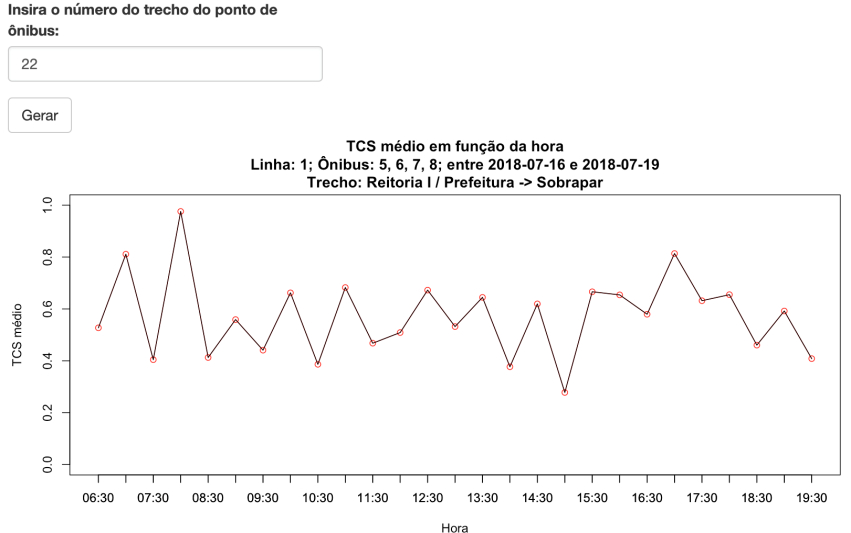 Insira o número do trecho do ponto de
ônibus:
22
Gerar
TCS médio em função da hora
Linha: 1; Ônibus: 5, 6, 7, 8; entre 2018-07-16 e 2018-07-19
Trecho: Reitoria I / Prefeitura -> Sobrapar
TCS médio
1.0
0.8
0.6
0.4
0.2
0.0
06:30 07:30 08:30 09:30 10:30 11:30 12:30 13:30 14:30 15:30 16:30 17:30 18:30 19:30
Hora